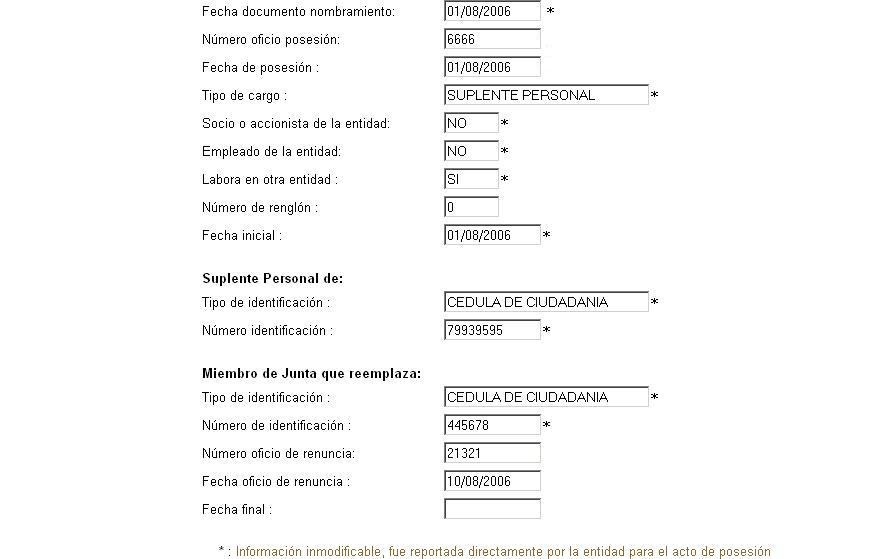 Fecha documento nombramiento: 01/08/2006 *
Número oficio posesión: 6666
Fecha de posesión : 01/08/2006
Tipo de cargo : SUPLENTE PERSONAL *
Socio o accionista de la entidad: NO *
Empleado de la entidad: NO *
Labora en otra entidad : SI *
Número de renglón : 0
Fecha inicial : 01/08/2006 *
Suplente Personal de:
Tipo de identificación : CEDULA DE CIUDADANIA *
Número identificación : 79939595 *
Miembro de Junta que reemplaza:
Tipo de identificación : CEDULA DE CIUDADANIA *
Número de identificación : 445678 *
Número oficio de renuncia: 21321
Fecha oficio de renuncia : 10/08/2006
Fecha final :
* : Información inmodificable, fue reportada directamente por la entidad para el acto de posesión